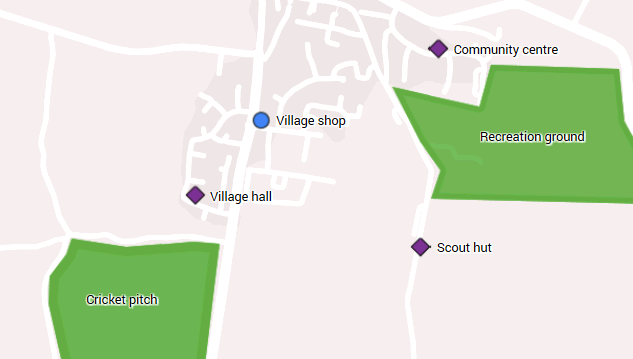 Community centre
Village shop
Recreation ground
Village hall
Scout hut
Cricket pitch